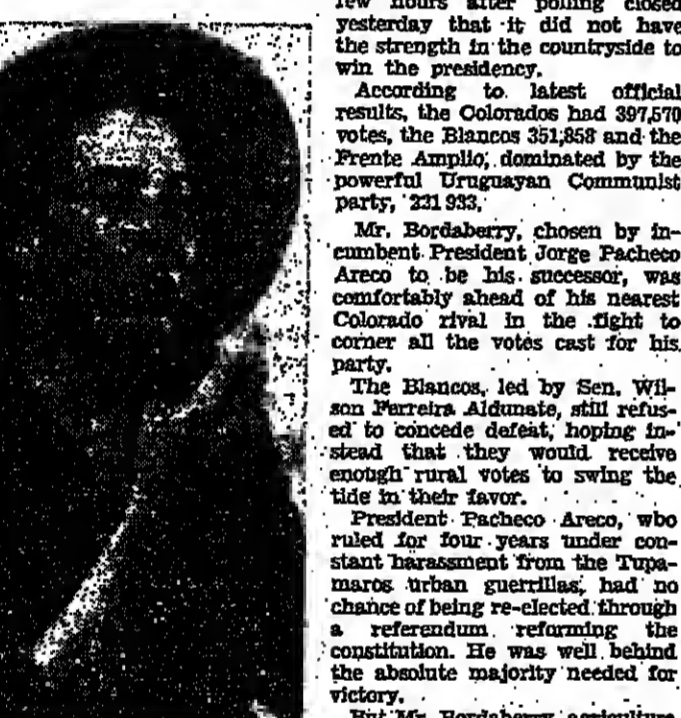 few hours after polling closed
yesterday that it did not have
the strength in the countryside to
win the presidency.
According to latest official
results, the Colorados had 397,570
votes, the Blancos 351,858 and the
Frente Amplio, dominated by the
powerful Uruguayan Communist
party, 221 933.
Mr. Bordaberry, chosen by in-
cumbent President Jorge Pacheco
Areco to be his successor, was
comfortably ahead of his nearest
Colorado rival in the fight to
corner all the votes cast for his
party.
The Blancos, led by Sen. Wil-
son Ferreira Aldunate, still refus-
ed to concede defeat, hoping in-
stead that they would receive
enough rural votes to swing the
tide in their favor.
President Pacheco Areco, who
ruled for four years under con-
stant harassment from the Tupa-
maros urban guerrillas, had no
chance of being re-elected through
a referendum reforming the
constitution. He was well behind
the absolute majority needed for
victory.
But Mr. Bordaberry, agriculture